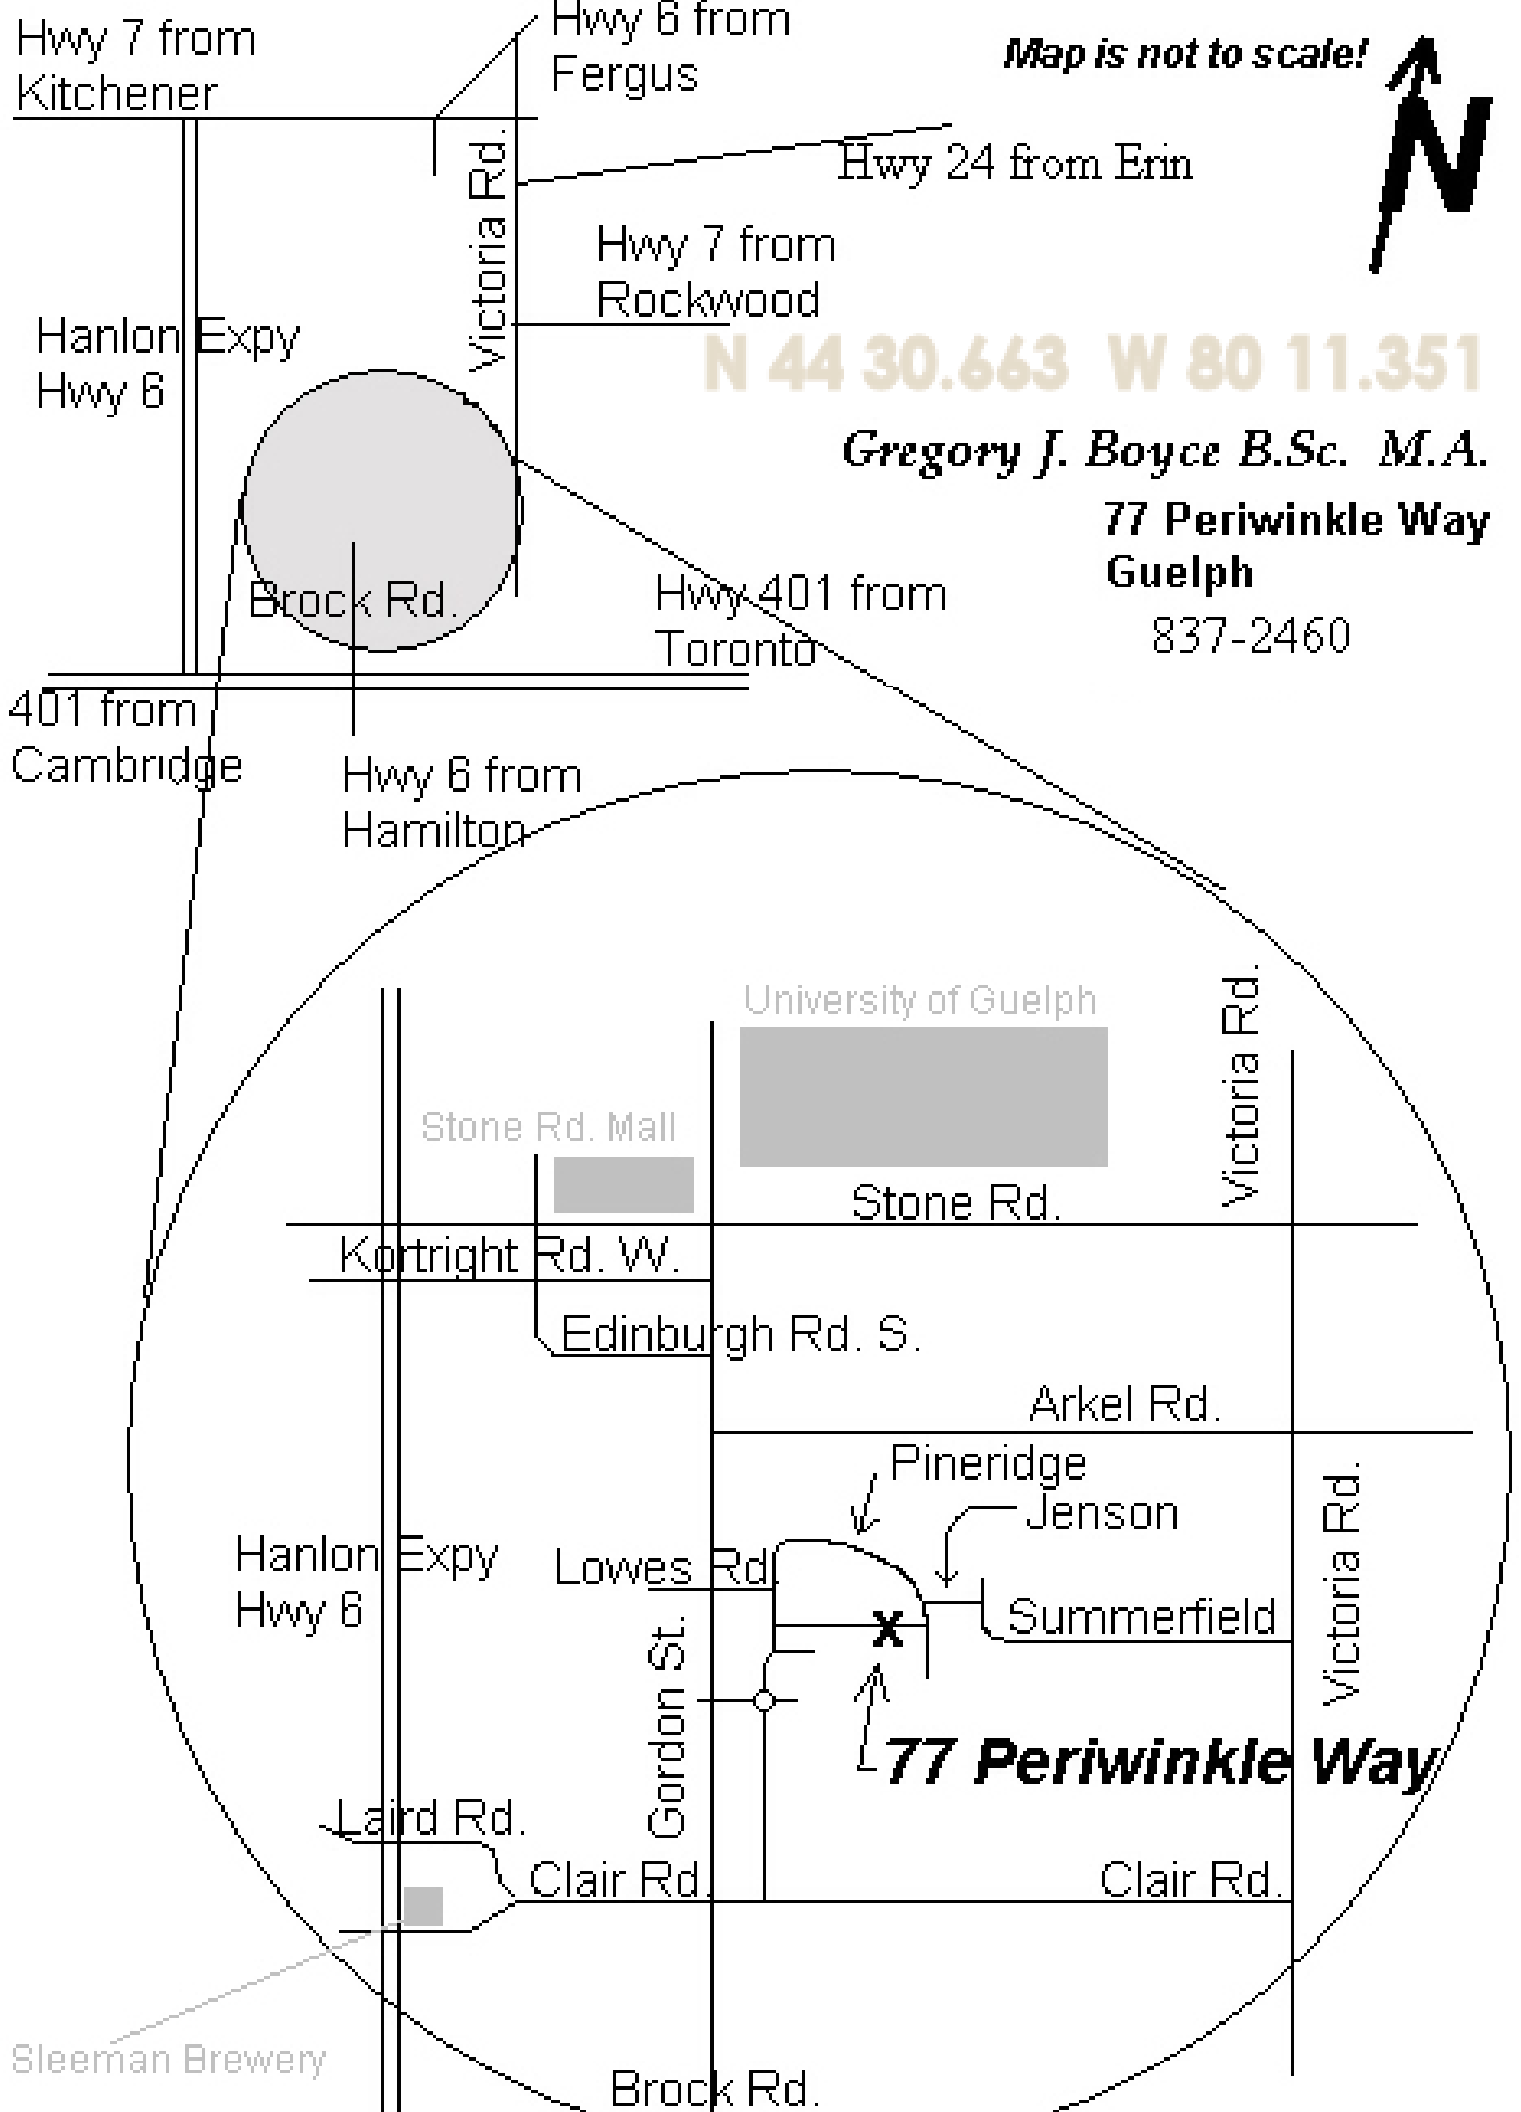 Hwy 7 from
Kitchener
Hwy 6 from
Fergus
Map is not to scale!
N
Victoria Rd.
Hwy 24 from Erin
Hwy 7 from
Rockwood
Hanlon Expy
Hwy 6
N 44 30.663 W 80 11.351
Gregory J. Boyce B.Sc. M.A.
77 Periwinkle Way
Guelph
837-2460
Brock Rd.
Hwy 401 from
Toronto
401 from
Cambridge
Hwy 6 from
Hamilton
University of Guelph
Victoria Rd.
Stone Rd. Mall
Stone Rd.
Kortright Rd. W.
Edinburgh Rd. S.
Arkel Rd.
Pineridge
Jenson
Victoria Rd.
Hanlon Expy
Hwy 6
Lowes Rd.
Summerfield
X
Gordon St.
77 Periwinkle Way
Laird Rd.
Clair Rd.
Clair Rd.
Sleeman Brewery
Brock Rd.